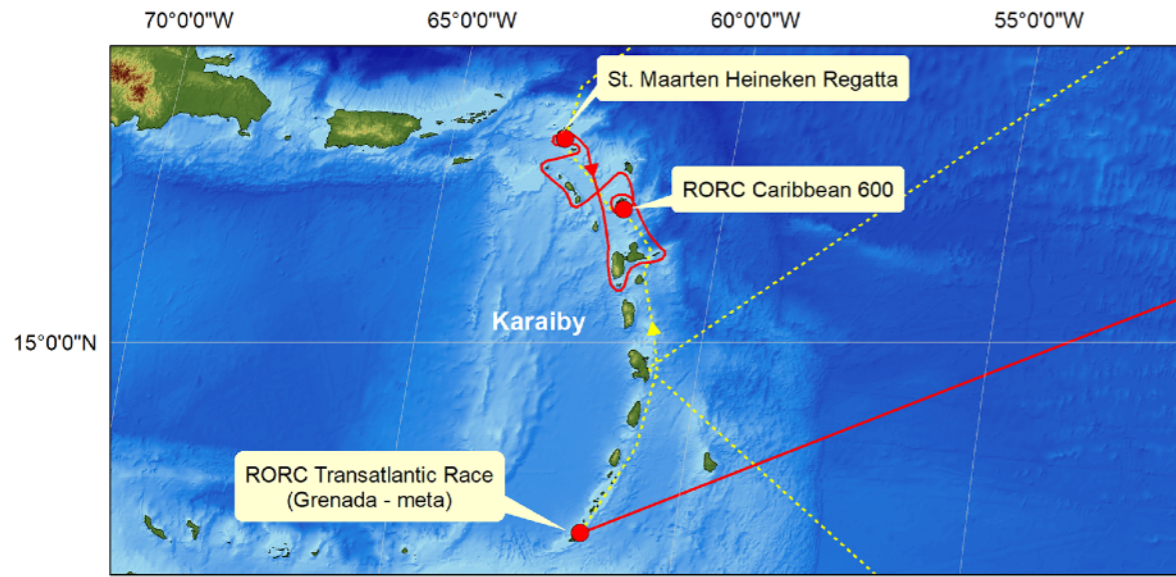 70°0'0"W
65°0'0"W
60°0'0"W
55°0'0"W
St. Maarten Heineken Regatta
RORC Caribbean 600
Karaiby
15°0'0"N
RORC Transatlantic Race
(Grenada - meta)